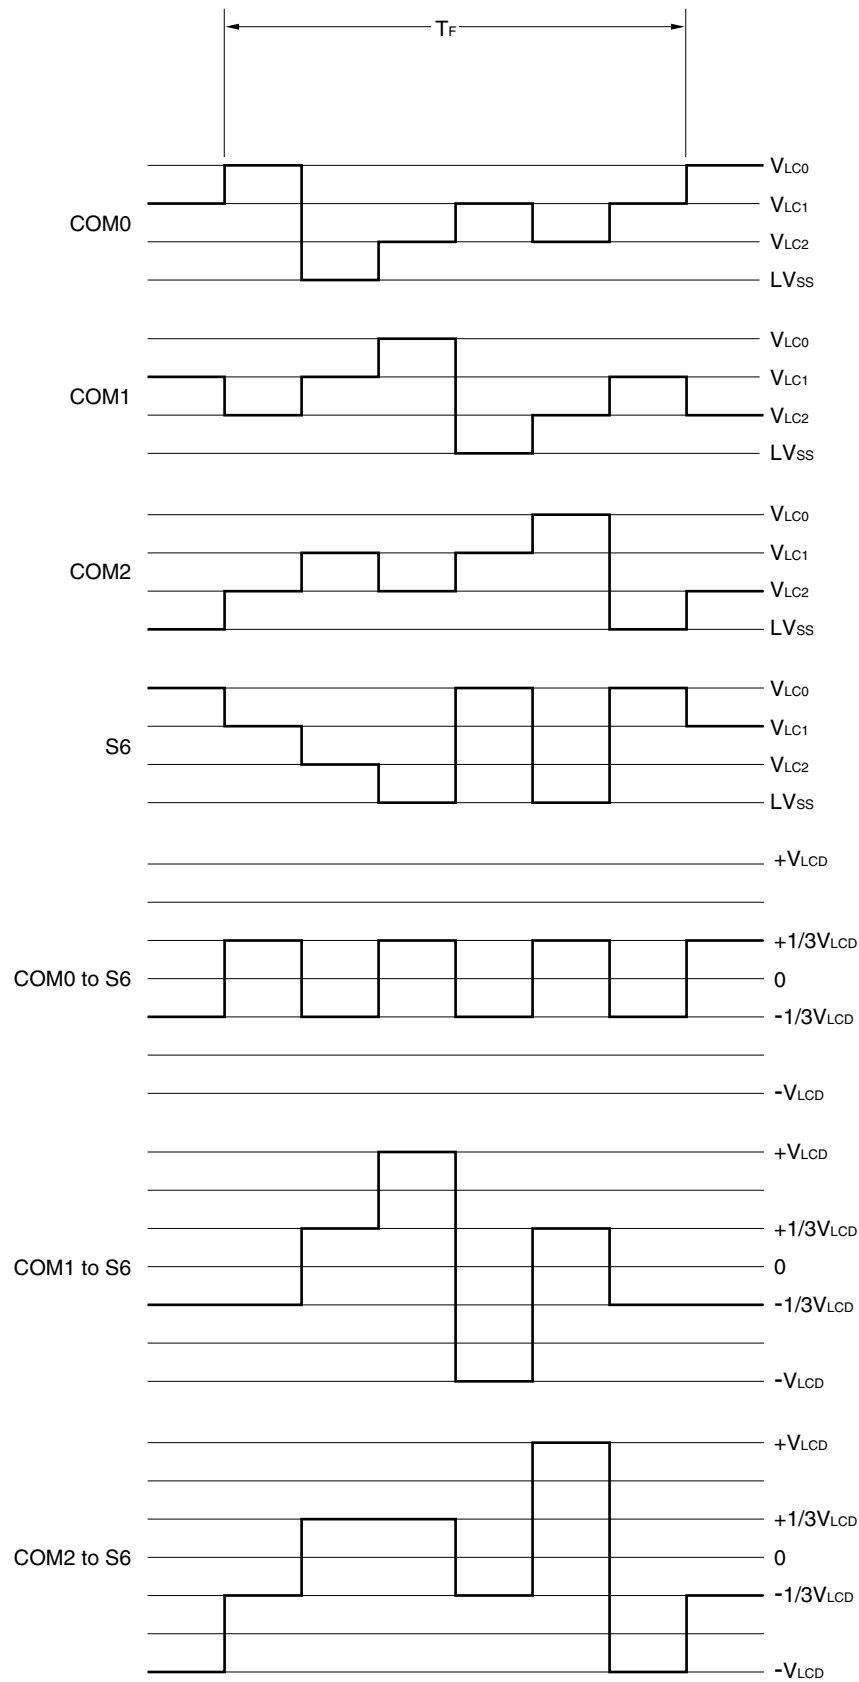 TF
COM0
VLC0
VLC1
VLC2
LVSS
COM1
VLC0
VLC1
VLC2
LVSS
COM2
VLC0
VLC1
VLC2
LVSS
S6
VLC0
VLC1
VLC2
LVSS
COM0 to S6
+VLCD
+1/3VLCD
0
-1/3VLCD
-VLCD
COM1 to S6
+VLCD
+1/3VLCD
0
-1/3VLCD
-VLCD
COM2 to S6
+VLCD
+1/3VLCD
0
-1/3VLCD
-VLCD